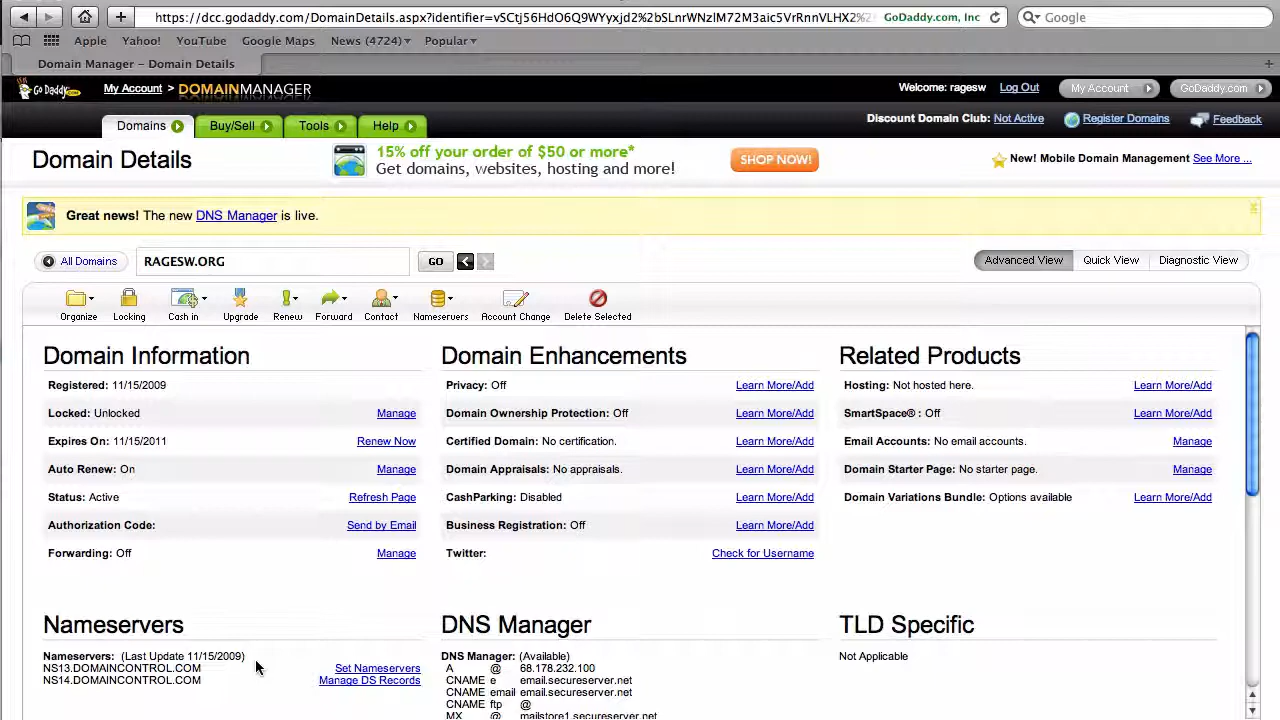 https://dcc.godaddy.com/DomainDetails.aspx?identifier=vSCtj56HdO6Q9WYyxjd2%2bSLnrWNzlM72M3aic5VrRnnVLHX2% GoDaddy.com, Inc Google
Apple Yahoo! YouTube Google Maps News (4724) Popular
Domain Manager – Domain Details
Go Daddy.com My Account > DOMAINMANAGER Welcome: ragesw Log Out My Account GoDaddy.com
Domains Buy/Sell Tools Help Discount Domain Club: Not Active Register Domains Feedback
Domain Details
15% off your order of $50 or more*
Get domains, websites, hosting and more!
SHOP NOW!
New! Mobile Domain Management See More ...
Great news! The new DNS Manager is live.
All Domains RAGESW.ORG GO Advanced View Quick View Diagnostic View
Organize Locking Cash in Upgrade Renew Forward Contact Nameservers Account Change Delete Selected
Domain Information
Registered: 11/15/2009
Locked: Unlocked Manage
Expires On: 11/15/2011 Renew Now
Auto Renew: On Manage
Status: Active Refresh Page
Authorization Code: Send by Email
Forwarding: Off Manage
Domain Enhancements
Privacy: Off Learn More/Add
Domain Ownership Protection: Off Learn More/Add
Certified Domain: No certification. Learn More/Add
Domain Appraisals: No appraisals. Learn More/Add
CashParking: Disabled Learn More/Add
Business Registration: Off Learn More/Add
Twitter: Check for Username
Related Products
Hosting: Not hosted here. Learn More/Add
SmartSpace® : Off Learn More/Add
Email Accounts: No email accounts. Manage
Domain Starter Page: No starter page. Manage
Domain Variations Bundle: Options available Learn More/Add
Nameservers
Nameservers: (Last Update 11/15/2009)
NS13.DOMAINCONTROL.COM Set Nameservers
NS14.DOMAINCONTROL.COM Manage DS Records
DNS Manager
DNS Manager: (Available)
A @ 68.178.232.100
CNAME e email.secureserver.net
CNAME email email.secureserver.net
CNAME ftp @
MX @ mailstore1.secureserver.net
TLD Specific
Not Applicable